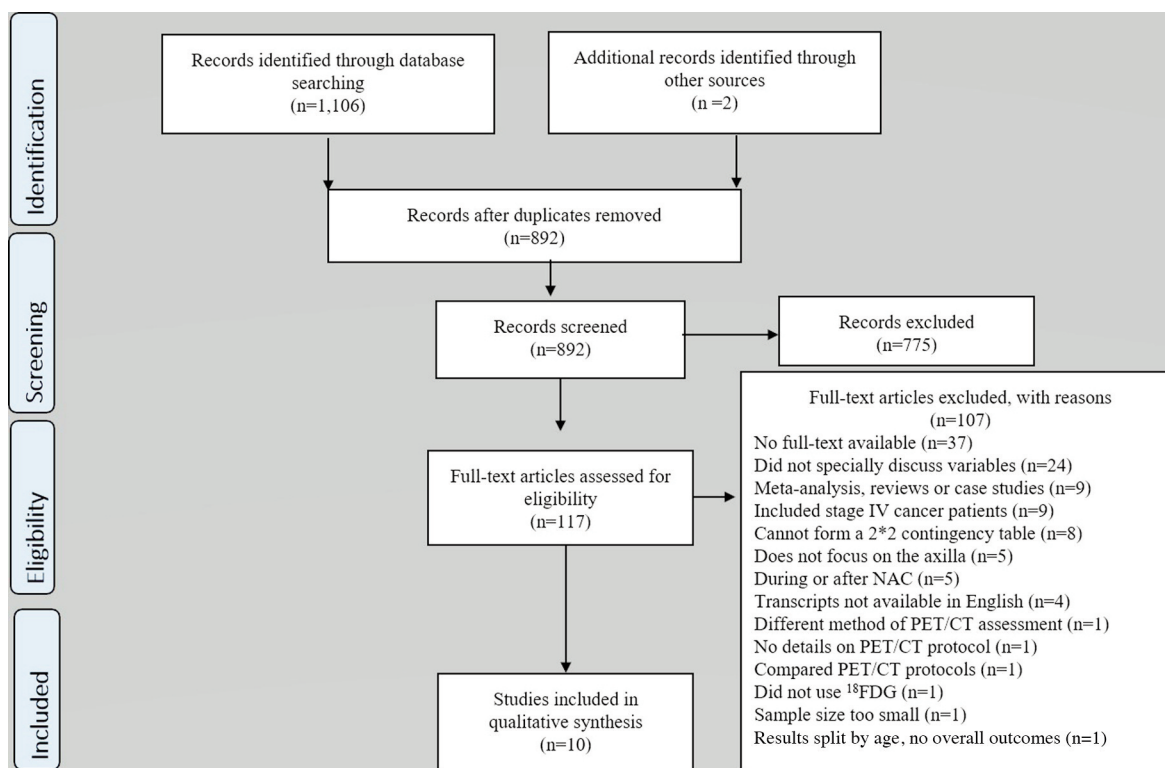 Identification
Records identified through database
searching
(n=1,106)
Additional records identified through
other sources
(n =2)
Records after duplicates removed
(n=892)
Screening
Records screened
(n=892)
Records excluded
(n=775)
Eligibility
Full-text articles assessed for
eligibility
(n=117)
Full-text articles excluded, with reasons
(n=107)
No full-text available (n=37)
Did not specially discuss variables (n=24)
Meta-analysis, reviews or case studies (n=9)
Included stage IV cancer patients (n=9)
Cannot form a 2*2 contingency table (n=8)
Does not focus on the axilla (n=5)
During or after NAC (n=5)
Transcripts not available in English (n=4)
Different method of PET/CT assessment (n=1)
No details on PET/CT protocol (n=1)
Compared PET/CT protocols (n=1)
Did not use ¹⁸FDG (n=1)
Sample size too small (n=1)
Results split by age, no overall outcomes (n=1)
Included
Studies included in
qualitative synthesis
(n=10)